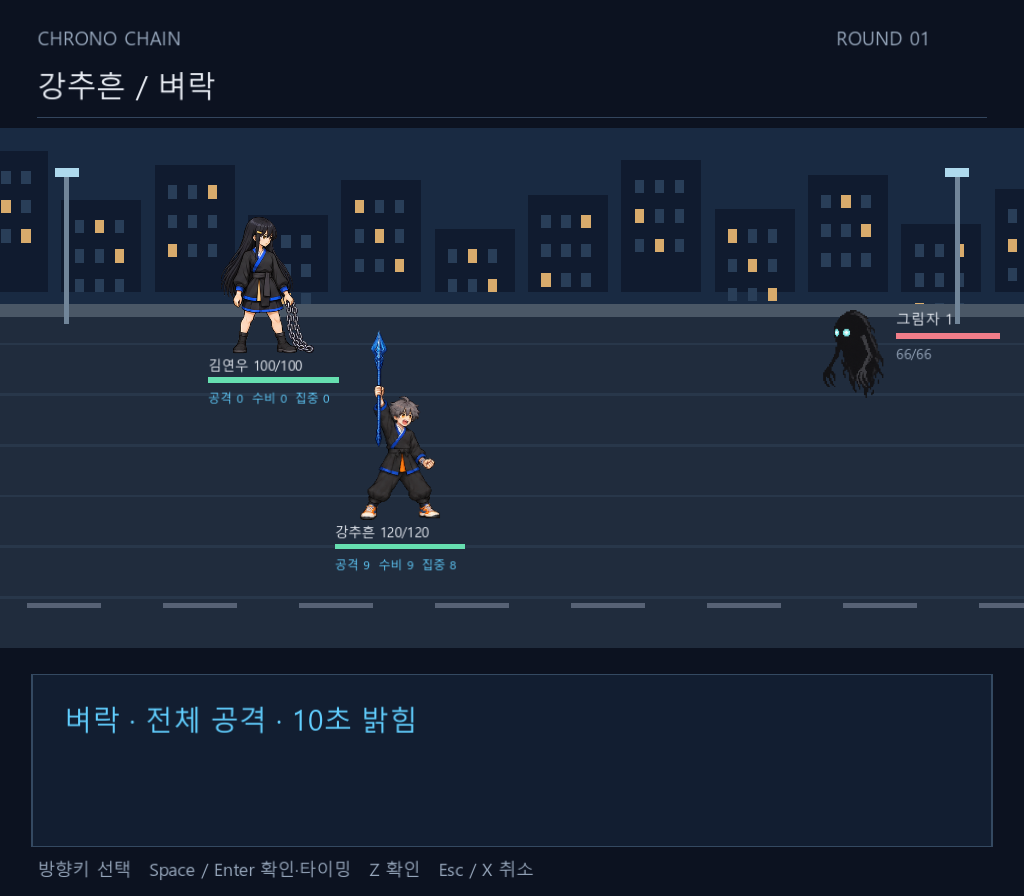 CHRONO CHAIN
ROUND 01
강추흔 / 벼락
그림자 1
66/66
김연우 100/100
공격 0 수비 0 집중 0
강추흔 120/120
공격 9 수비 9 집중 8
벼락 · 전체 공격 · 10초 밝힘
방향키 선택 Space / Enter 확인·타이밍 Z 확인 Esc / X 취소